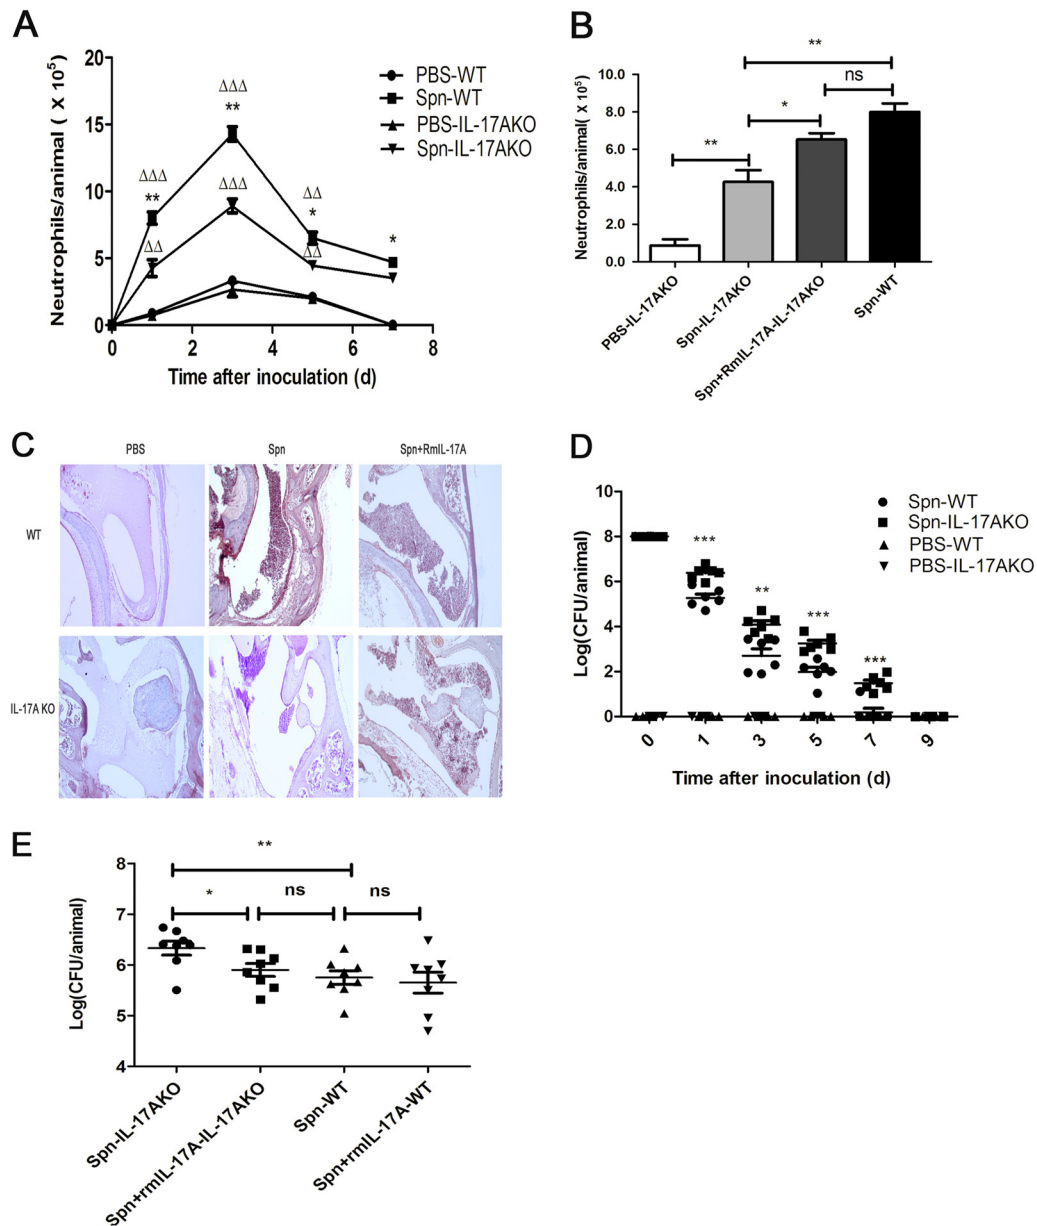 A
Neutrophils/animal ( X 10⁵)
20
15
10
5
0
0 2 4 6 8
Time after inoculation (d)
PBS-WT
Spn-WT
PBS-IL-17AKO
Spn-IL-17AKO
ΔΔΔ
**
ΔΔΔ
**
ΔΔ
*
*
ΔΔ
ΔΔΔ
ΔΔ
B
Neutrophils/animal( X 10⁵)
10.0
8.0
6.0
4.0
2.0
0.0
**
ns
*
**
PBS-IL-17AKO
Spn-IL-17AKO
Spn+RmIL-17A-IL-17AKO
Spn-WT
C
PBS Spn Spn+RmIL-17A
WT
IL-17A KO
D
Log(CFU/animal)
10
8
6
4
2
0
*** ** *** ***
Spn-WT
Spn-IL-17AKO
PBS-WT
PBS-IL-17AKO
0 1 3 5 7 9
Time after inoculation (d)
E
Log(CFU/animal)
8
7
6
5
4
**
* ns ns
Spn-IL-17AKO
Spn+rmIL-17A-IL-17AKO
Spn-WT
Spn+rmIL-17A-WT